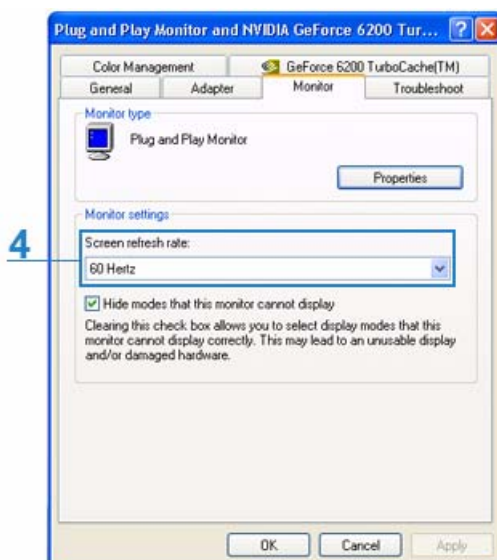 Plug and Play Monitor and NVIDIA GeForce 6200 Tur...
Color Management
GeForce 6200 TurboCache(TM)
General
Adapter
Monitor
Troubleshoot
Monitor type
Plug and Play Monitor
Properties
Monitor settings
4
Screen refresh rate:
60 Hertz
Hide modes that this monitor cannot display
Clearing this check box allows you to select display modes that this
monitor cannot display correctly. This may lead to an unusable display
and/or damaged hardware.
OK
Cancel
Apply